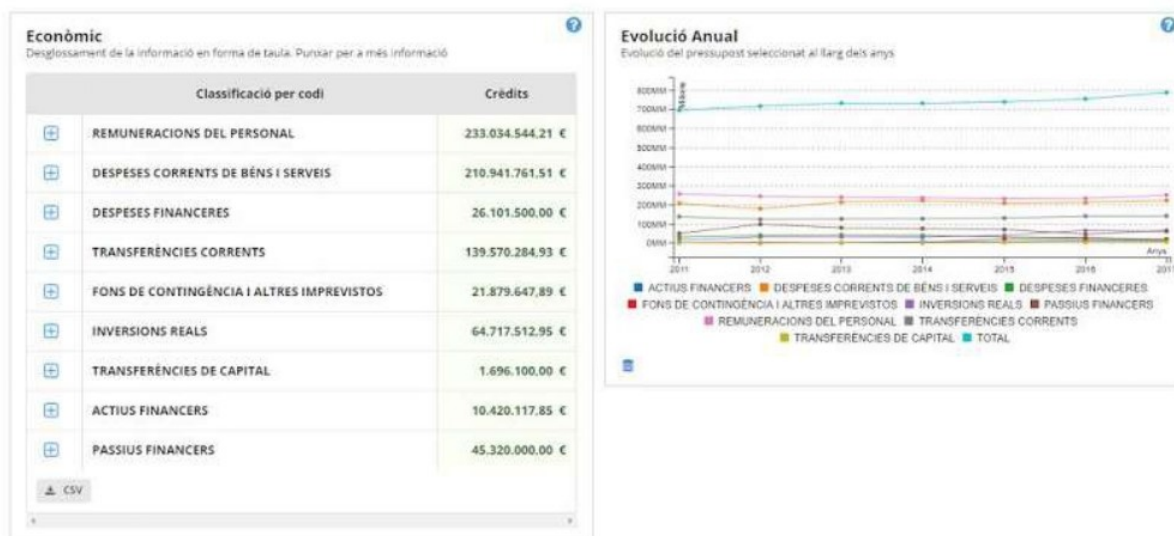 Econòmic
Desglossament de la informació en forma de taula. Punxar per a més informació
Classificació per codi Crèdits
REMUNERACIONS DEL PERSONAL 233.034.544,21 €
DESPESES CORRENTS DE BÉNS I SERVEIS 210.941.761,51 €
DESPESES FINANCERES 26.101.500,00 €
TRANSFERÈNCIES CORRENTS 139.570.284,93 €
FONS DE CONTINGÈNCIA I ALTRES IMPREVISTOS 21.879.647,89 €
INVERSIONS REALS 64.717.512,95 €
TRANSFERÈNCIES DE CAPITAL 1.696.100,00 €
ACTIUS FINANCERS 10.420.117,85 €
PASSIUS FINANCERS 45.320.000,00 €
CSV
Evolució Anual
Evolució del pressupost seleccionat al llarg dels anys
800MM
700MM
600MM
500MM
400MM
300MM
200MM
100MM
0MM
Anys
2011 2012 2013 2014 2015 2016 2017
ACTIUS FINANCERS DESPESES CORRENTS DE BÉNS I SERVEIS DESPESES FINANCERES
FONS DE CONTINGÈNCIA I ALTRES IMPREVISTOS INVERSIONS REALS PASSIUS FINANCERS
REMUNERACIONS DEL PERSONAL TRANSFERÈNCIES CORRENTS
TRANSFERÈNCIES DE CAPITAL TOTAL